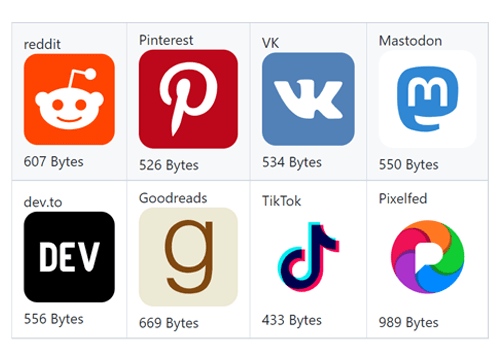 reddit
607 Bytes
Pinterest
526 Bytes
VK
534 Bytes
Mastodon
m
550 Bytes
dev.to
DEV
556 Bytes
Goodreads
g
669 Bytes
TikTok
433 Bytes
Pixelfed
989 Bytes